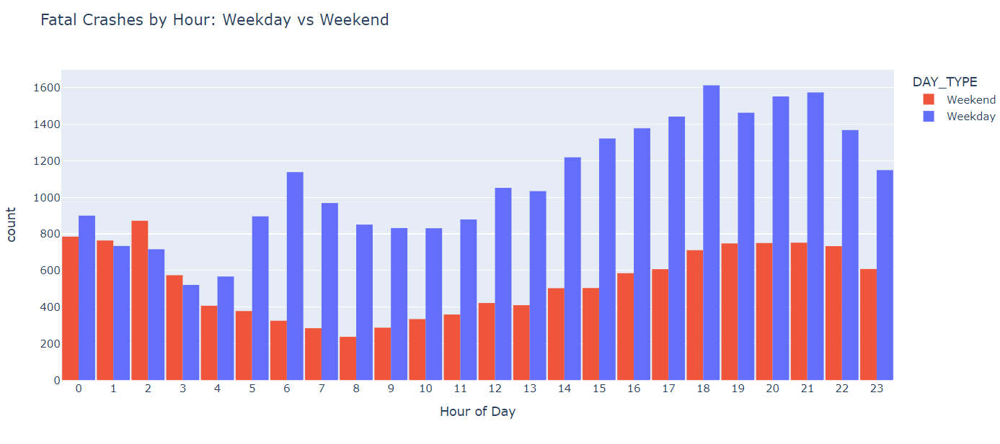 Fatal Crashes by Hour: Weekday vs Weekend
DAY_TYPE
Weekend
Weekday
count
1600
1400
1200
1000
800
600
400
200
0
0 1 2 3 4 5 6 7 8 9 10 11 12 13 14 15 16 17 18 19 20 21 22 23
Hour of Day